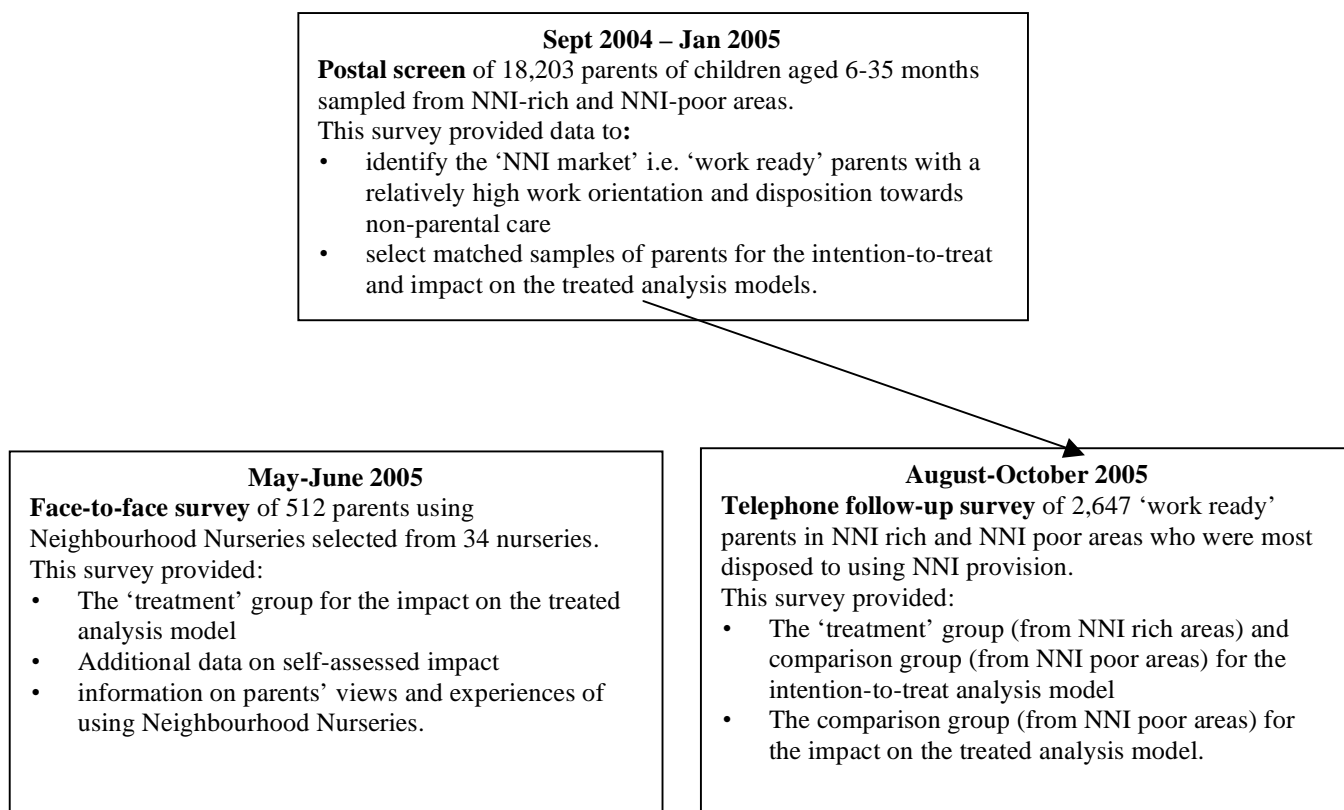 Sept 2004 – Jan 2005
Postal screen of 18,203 parents of children aged 6-35 months
sampled from NNI-rich and NNI-poor areas.
This survey provided data to:
• identify the ‘NNI market’ i.e. ‘work ready’ parents with a
relatively high work orientation and disposition towards
non-parental care
• select matched samples of parents for the intention-to-treat
and impact on the treated analysis models.
May-June 2005
Face-to-face survey of 512 parents using
Neighbourhood Nurseries selected from 34 nurseries.
This survey provided:
• The ‘treatment’ group for the impact on the treated
analysis model
• Additional data on self-assessed impact
• information on parents’ views and experiences of
using Neighbourhood Nurseries.
August-October 2005
Telephone follow-up survey of 2,647 ‘work ready’
parents in NNI rich and NNI poor areas who were most
disposed to using NNI provision.
This survey provided:
• The ‘treatment’ group (from NNI rich areas) and
comparison group (from NNI poor areas) for the
intention-to-treat analysis model
• The comparison group (from NNI poor areas) for
the impact on the treated analysis model.